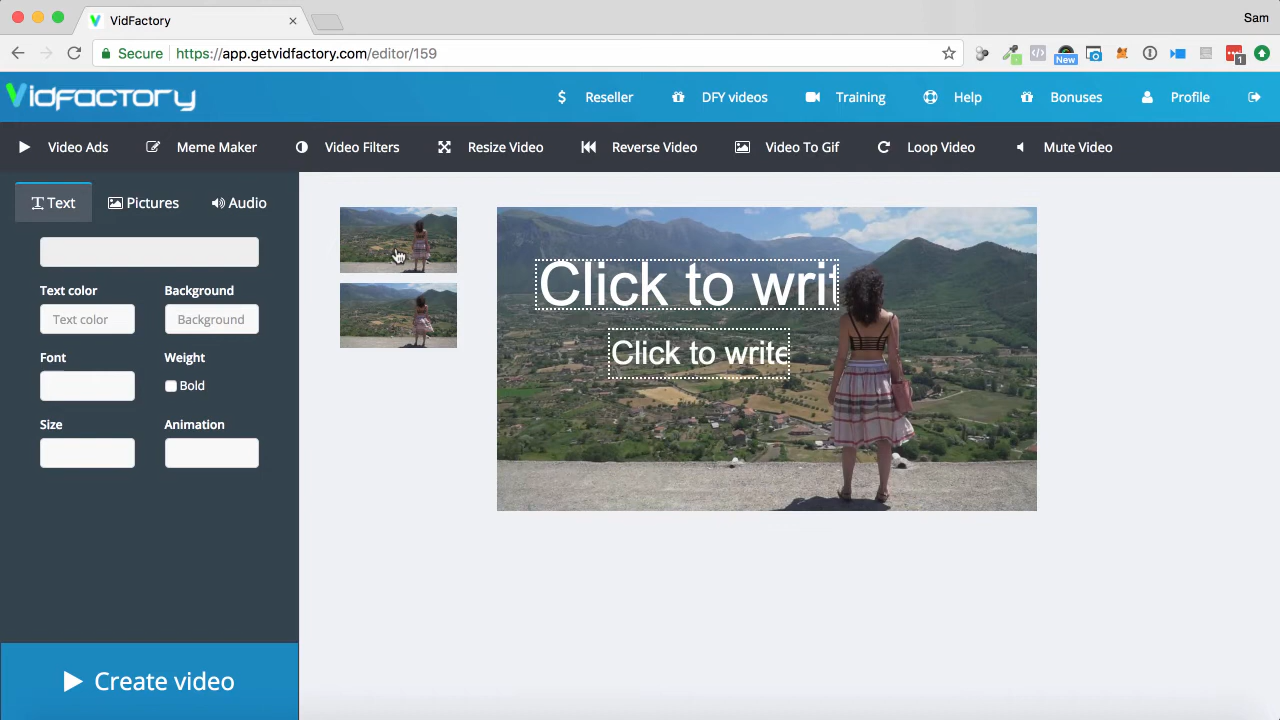 VidFactory
Sam
Secure
https://app.getvidfactory.com/editor/159
New
1
Vidfactory
$ Reseller
DFY videos
Training
Help
Bonuses
Profile
Video Ads
Meme Maker
Video Filters
Resize Video
Reverse Video
Video To Gif
Loop Video
Mute Video
Text
Pictures
Audio
Text color
Background
Text color
Background
Font
Weight
Bold
Size
Animation
Create video
Click to writ
Click to write